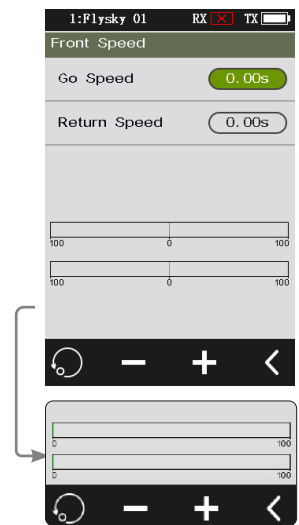 1:Flysky 01 RX TX
Front Speed
Go Speed 0.00s
Return Speed 0.00s
100 0 100
100 0 100
0 100
0 100